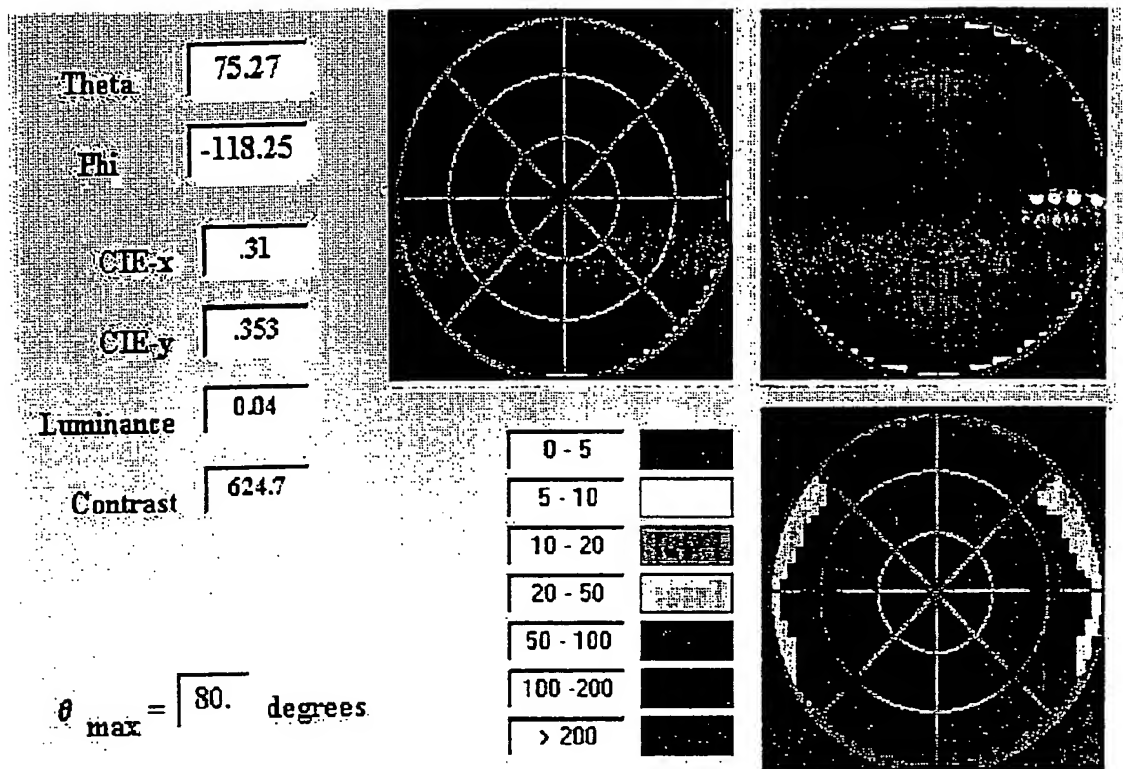 Theta 75.27
Phi -118.25
CIE-x .31
CIE-y .353
Luminance 0.04
Contrast 624.7
0 - 5
5 - 10
10 - 20
20 - 50
50 - 100
100 -200
> 200
θ max = 80. degrees